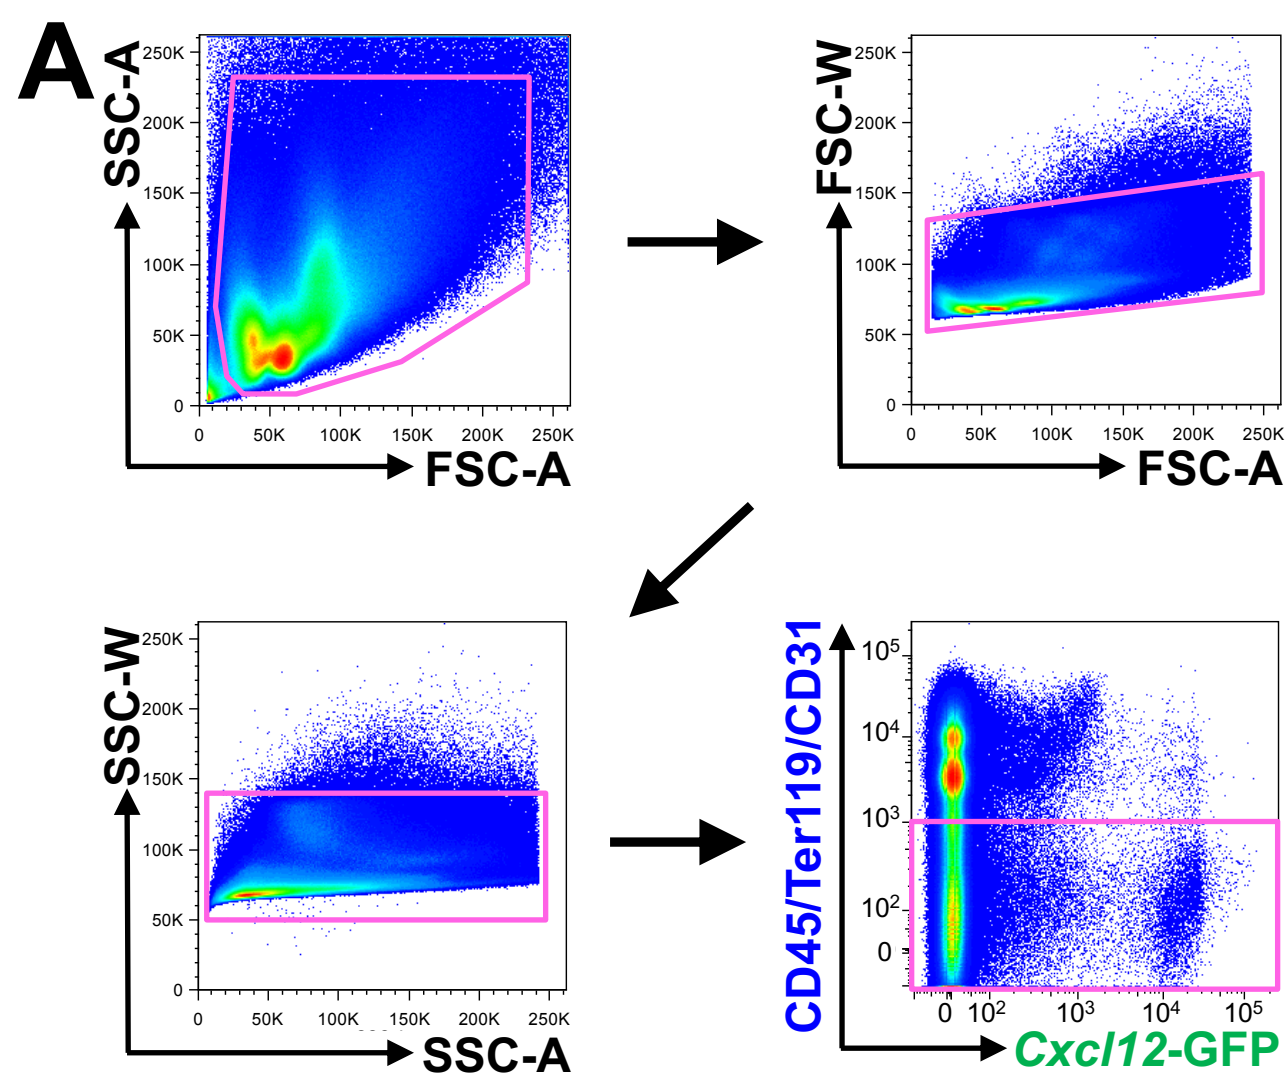 A
SSC-A
250K
200K
150K
100K
50K
0
0 50K 100K 150K 200K 250K
FSC-A
FSC-W
250K
200K
150K
100K
50K
0
0 50K 100K 150K 200K 250K
FSC-A
SSC-W
250K
200K
150K
100K
50K
0
0 50K 100K 150K 200K 250K
SSC-A
CD45/Ter119/CD31
10⁵
10⁴
10³
10²
0
0 10² 10³ 10⁴ 10⁵
Cxcl12-GFP